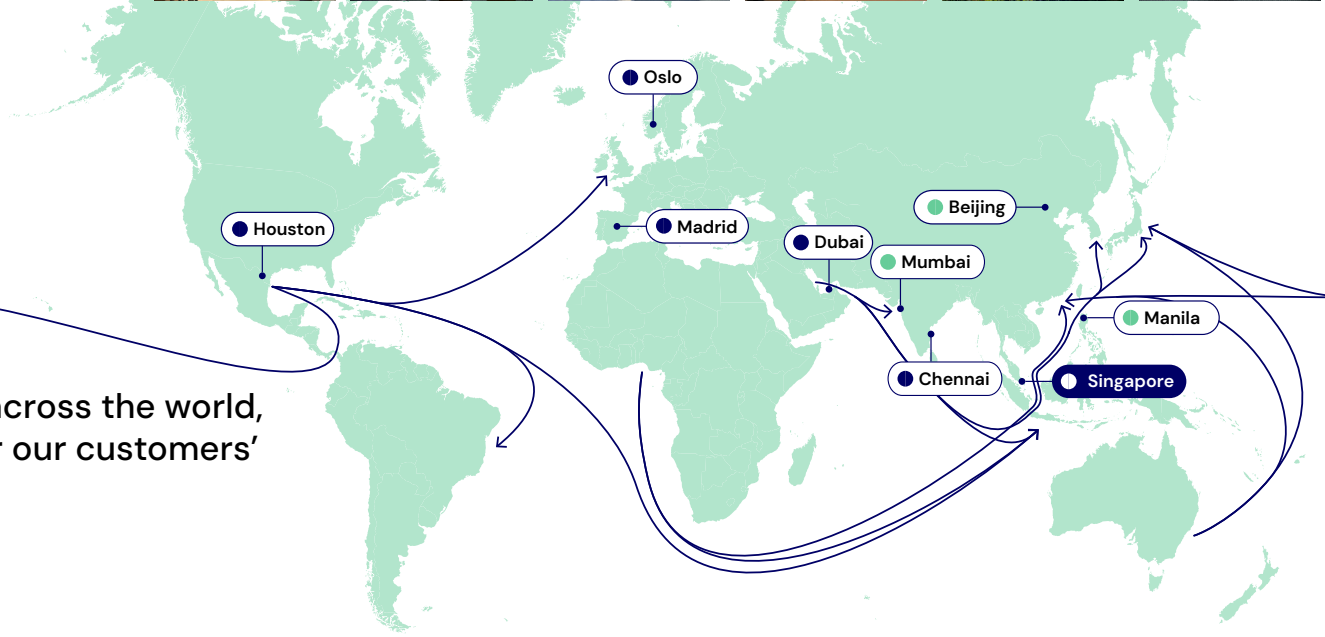 Oslo
Beijing
Houston
Madrid
Dubai
Mumbai
Manila
Chennai
Singapore
across the world,
our customers’